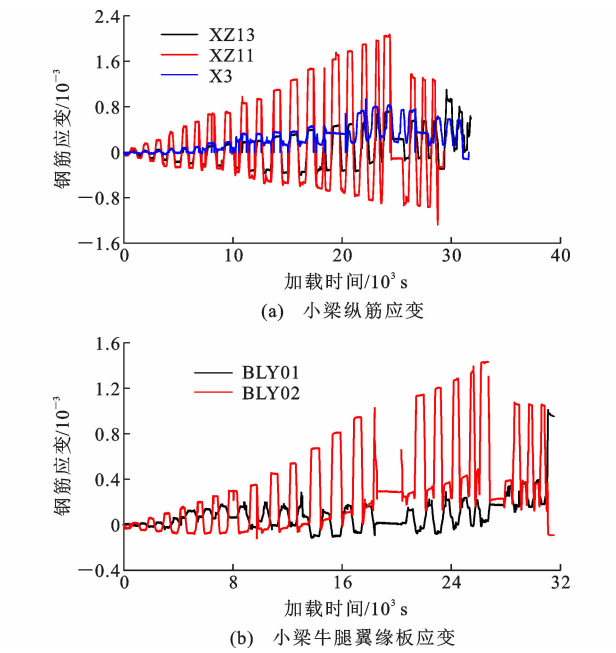 2.4
1.6
0.8
0
−0.8
−1.6
钢筋应变/10⁻³
XZ13
XZ11
X3
0 10 20 30 40
加载时间/10³ s
(a) 小梁纵筋应变
1.6
1.2
0.8
0.4
0
−0.4
钢筋应变/10⁻³
BLY01
BLY02
0 8 16 24 32
加载时间/10³ s
(b) 小梁牛腿翼缘板应变